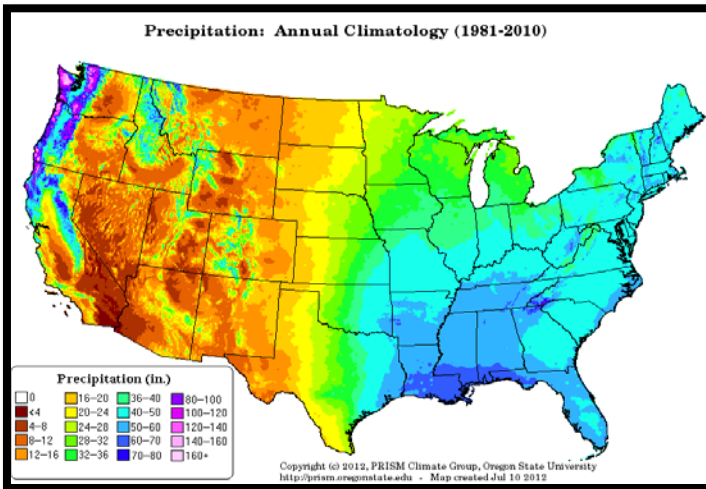 Precipitation: Annual Climatology (1981-2010)
Precipitation (in.)
0 16-20 36-40 80-100
<4 20-24 40-50 100-120
4-8 24-28 50-60 120-140
8-12 28-32 60-70 140-160
12-16 32-36 70-80 160+
Copyright (c) 2012, PRISM Climate Group, Oregon State University
http://prism.oregonstate.edu - Map created Jul 10 2012